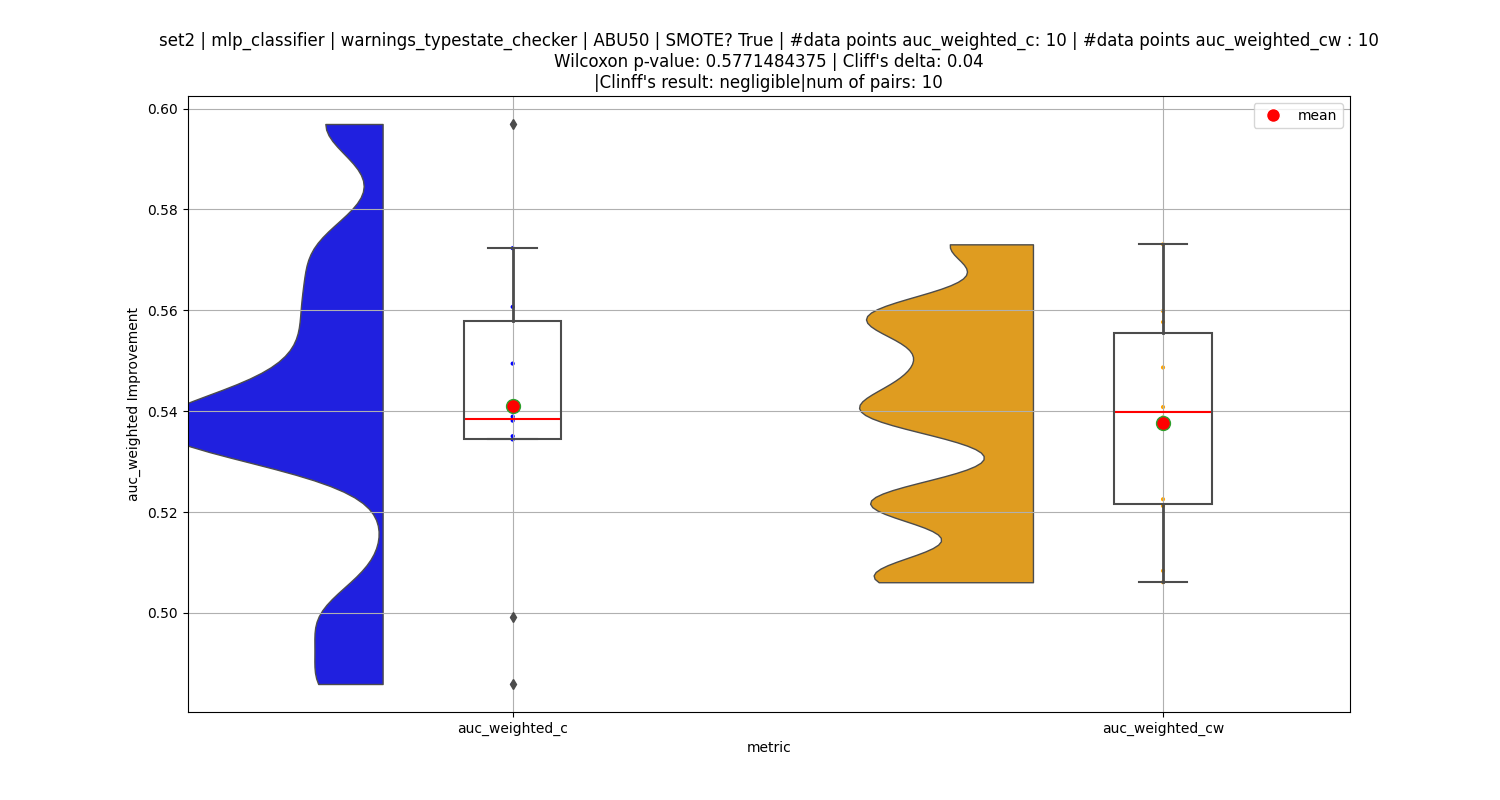 set2 | mlp_classifier | warnings_typestate_checker | ABU50 | SMOTE? True | #data points auc_weighted_c: 10 | #data points auc_weighted_cw : 10
Wilcoxon p-value: 0.5771484375 | Cliff's delta: 0.04
|Clinff's result: negligible|num of pairs: 10
mean
0.60
0.58
0.56
0.54
0.52
0.50
auc_weighted Improvement
auc_weighted_c
auc_weighted_cw
metric